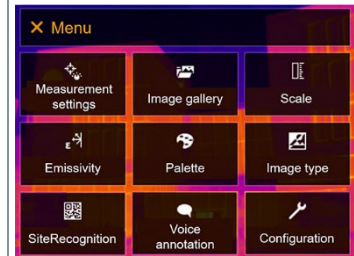 Menu
Measurement
settings
Image gallery
Scale
Emissivity
Palette
Image type
SiteRecognition
Voice
annotation
Configuration